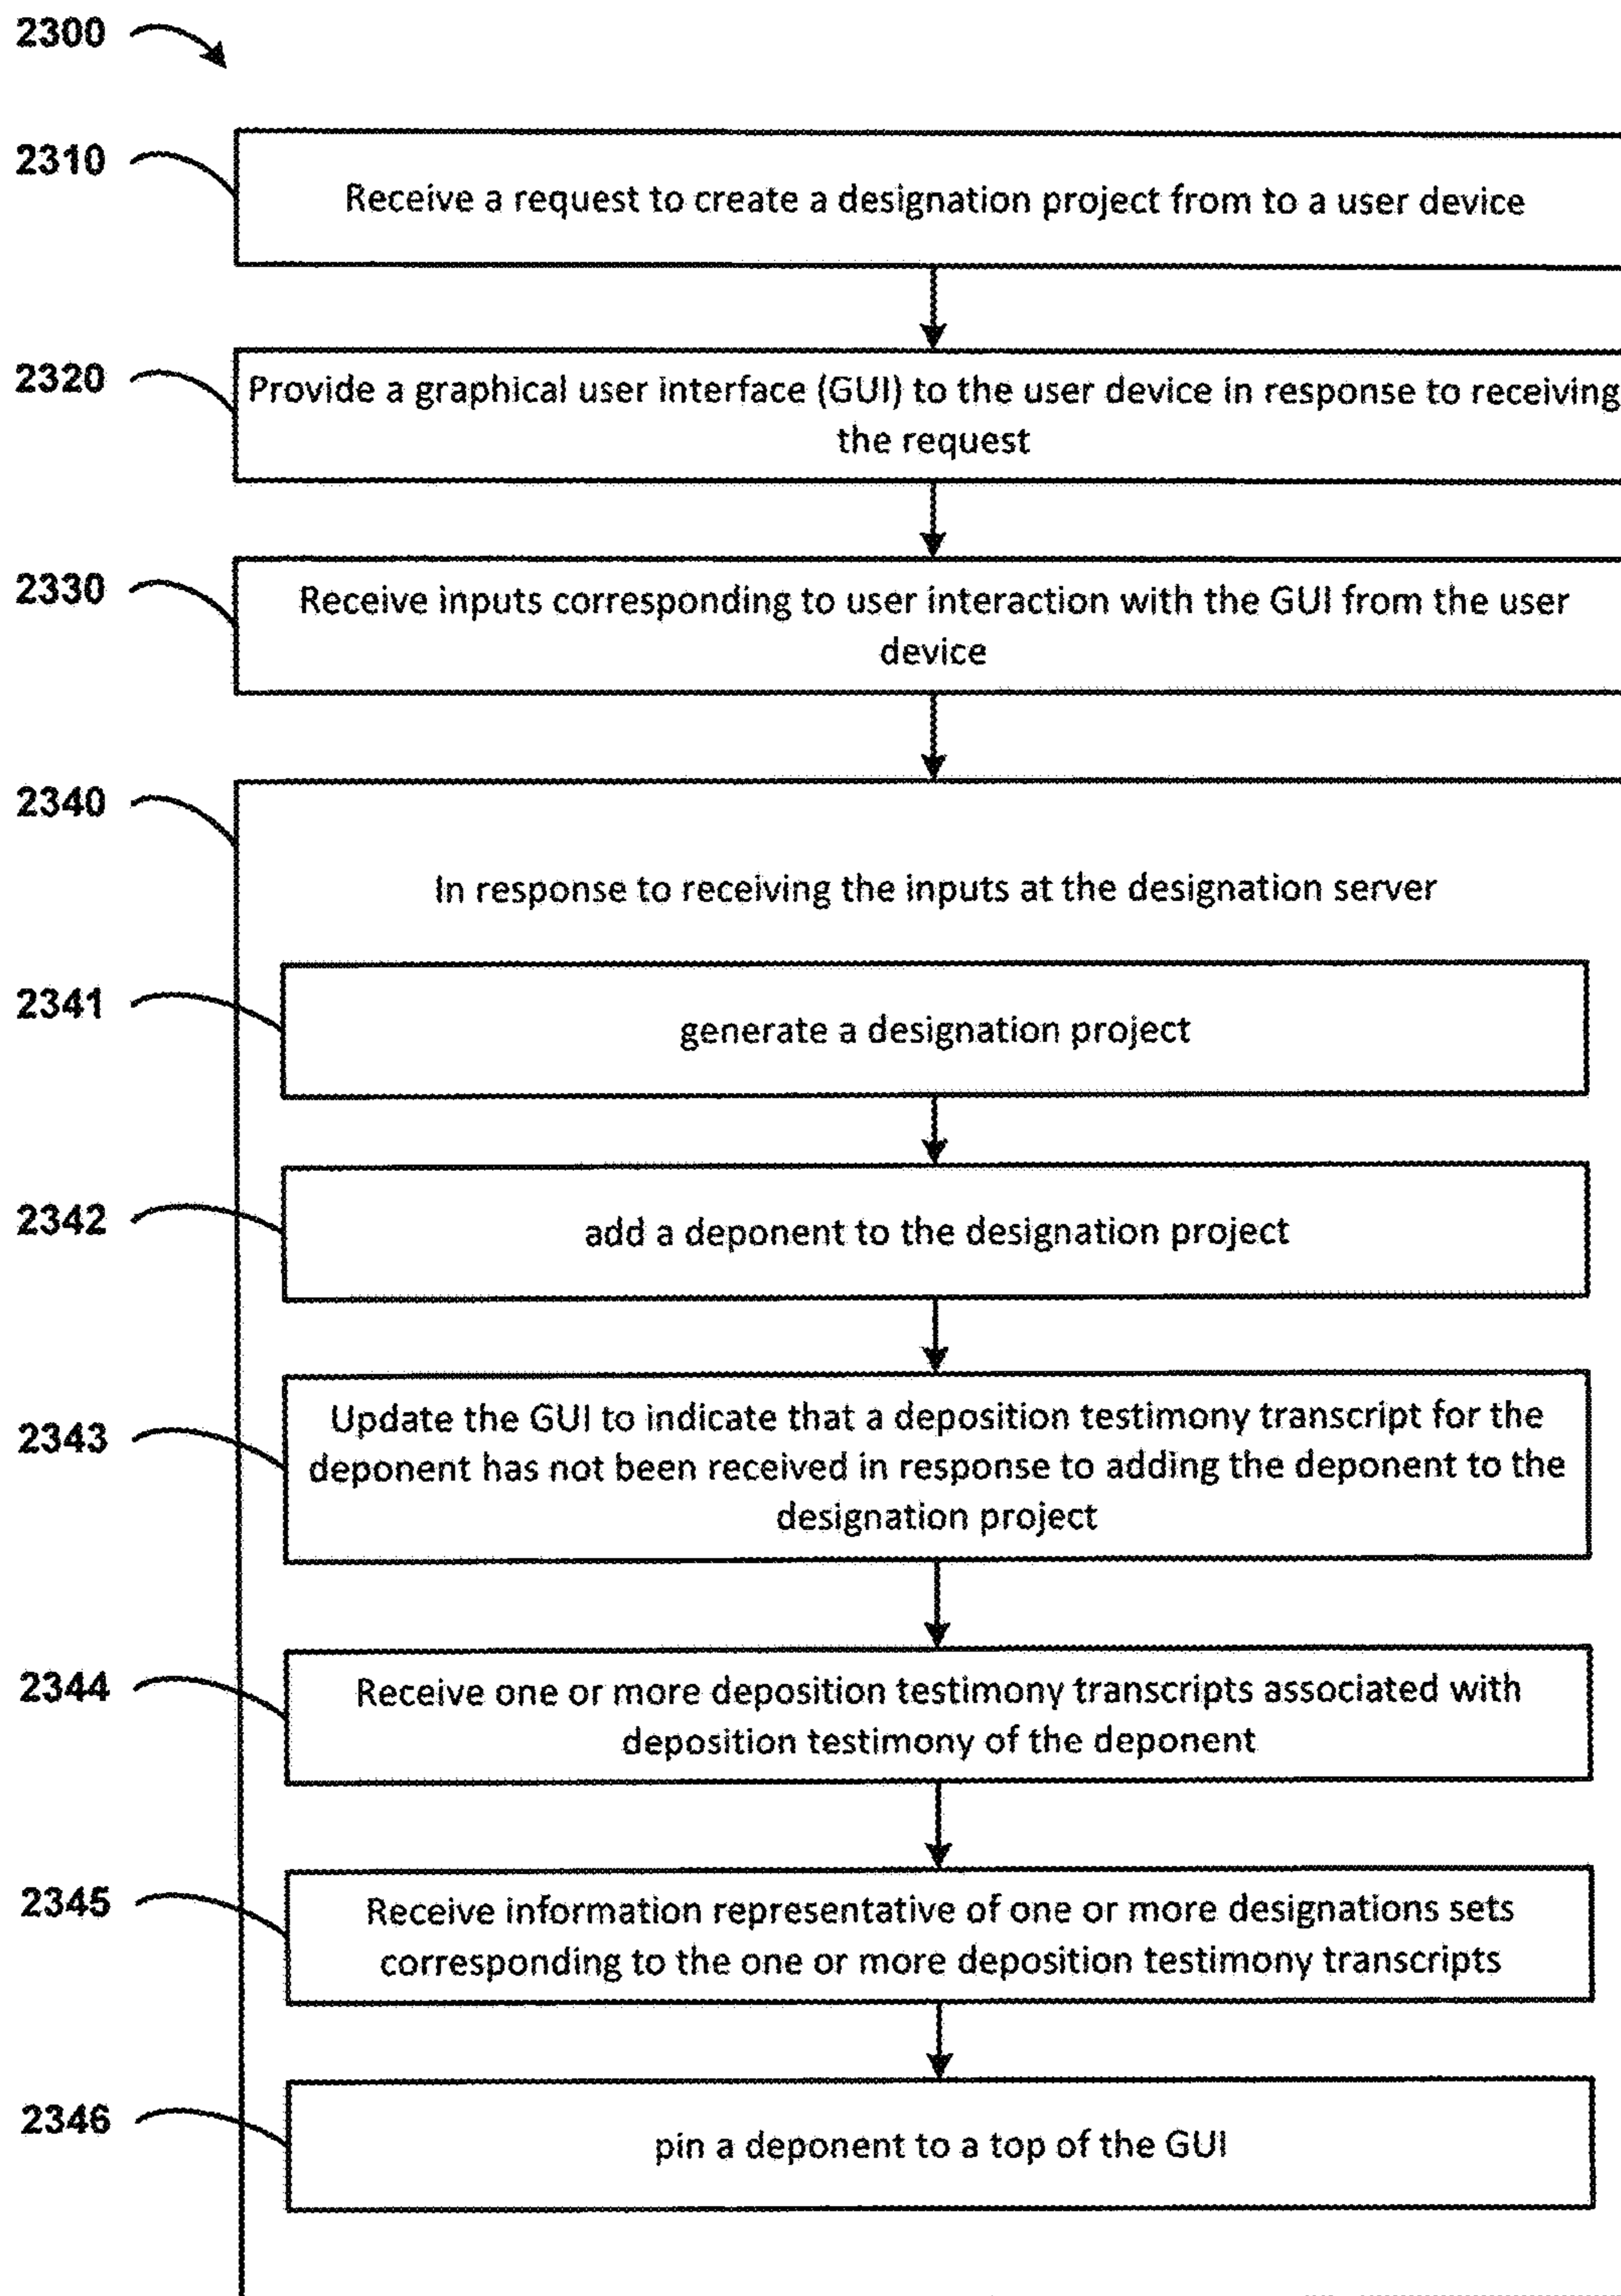 2300
2310
Receive a request to create a designation project from to a user device
2320
Provide a graphical user interface (GUI) to the user device in response to receiving
the request
2330
Receive inputs corresponding to user interaction with the GUI from the user
device
2340
In response to receiving the inputs at the designation server
2341
generate a designation project
2342
add a deponent to the designation project
2343
Update the GUI to indicate that a deposition testimony transcript for the
deponent has not been received in response to adding the deponent to the
designation project
2344
Receive one or more deposition testimony transcripts associated with
deposition testimony of the deponent
2345
Receive information representative of one or more designations sets
corresponding to the one or more deposition testimony transcripts
2346
pin a deponent to a top of the GUI